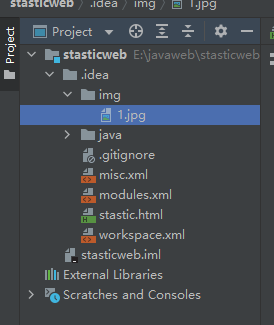 stasticweb › .idea › img › 1.jpg
Project
Project
stasticweb E:\javaweb\stasticweb
.idea
img
1.jpg
java
.gitignore
misc.xml
modules.xml
stastic.html
workspace.xml
stasticweb.iml
External Libraries
Scratches and Consoles